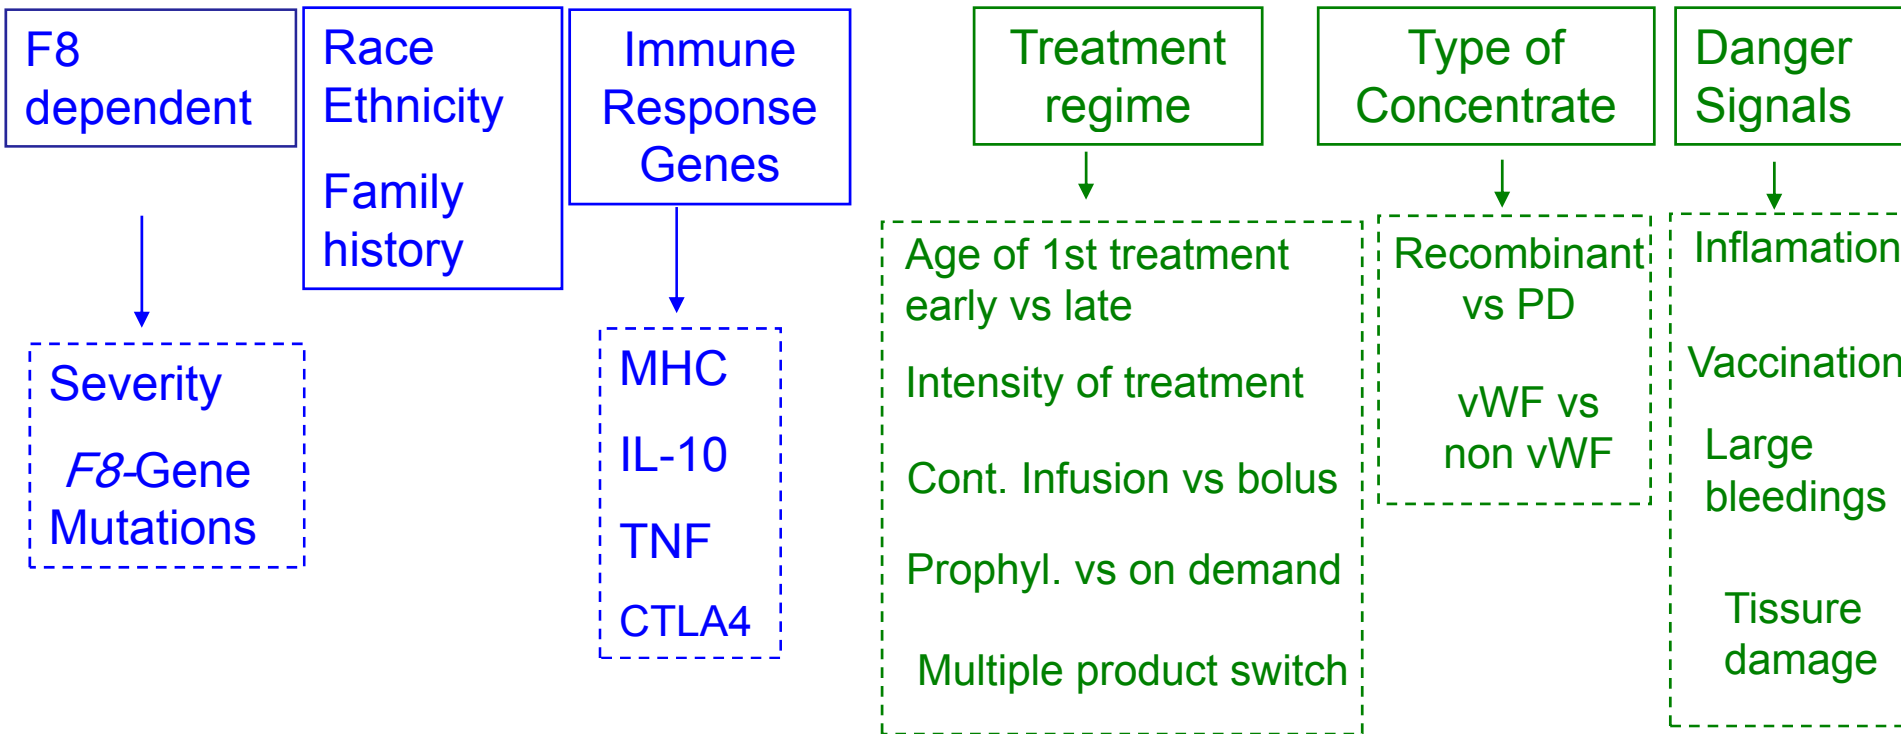 F8
dependent
Race
Ethnicity
Family
history
Immune
Response
Genes
Treatment
regime
Type of
Concentrate
Danger
Signals
Severity
F8-Gene
Mutations
MHC
IL-10
TNF
CTLA4
Age of 1st treatment
early vs late
Intensity of treatment
Cont. Infusion vs bolus
Prophyl. vs on demand
Multiple product switch
Recombinant
vs PD
vWF vs
non vWF
Inflamation
Vaccination
Large
bleedings
Tissure
damage